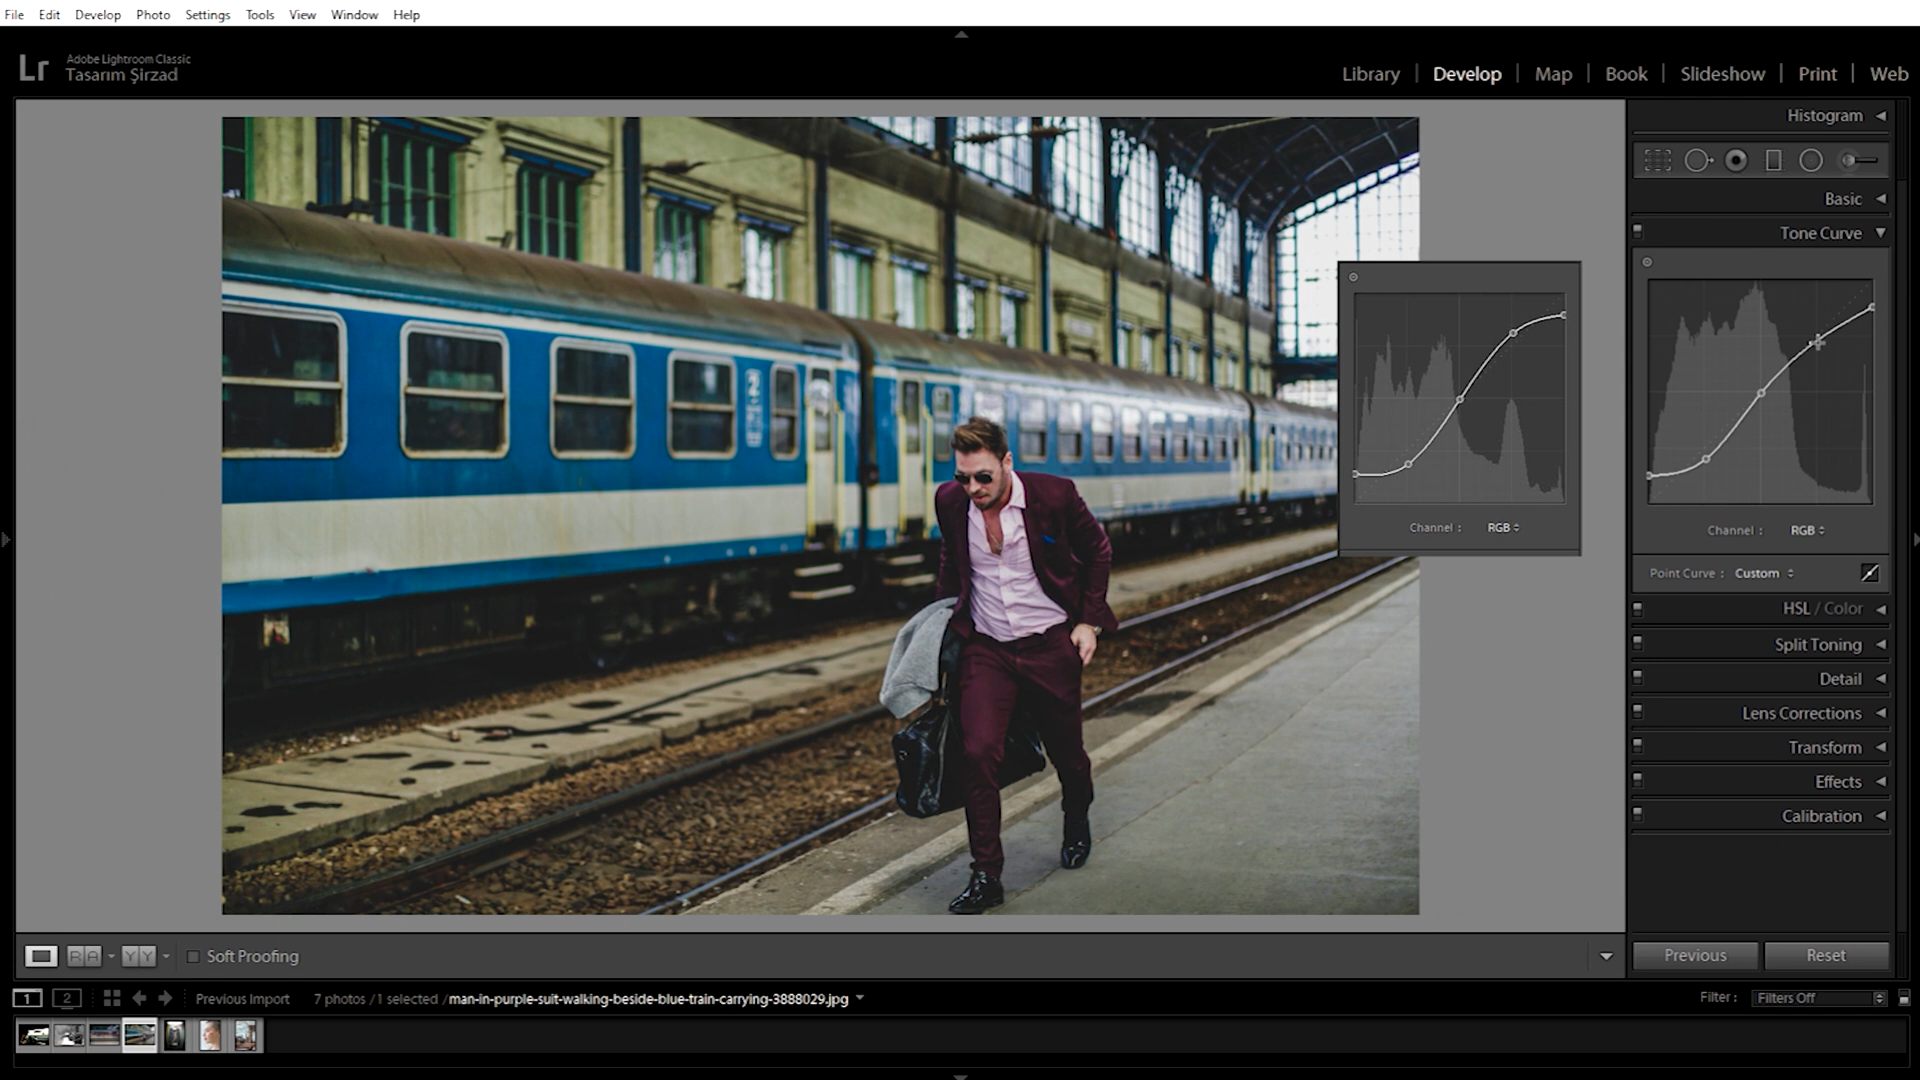 File Edit Develop Photo Settings Tools View Window Help
Lr
Adobe Lightroom Classic
Tasarım Şirzad
Library | Develop | Map | Book | Slideshow | Print | Web
Histogram
Basic
Tone Curve
Channel : RGB
Channel : RGB
Point Curve : Custom
HSL / Color
Split Toning
Detail
Lens Corrections
Transform
Effects
Calibration
2
R A Y Y Soft Proofing
Previous Reset
1 2 Previous Import 7 photos / 1 selected / man-in-purple-suit-walking-beside-blue-train-carrying-3888029.jpg
Filter : Filters Off